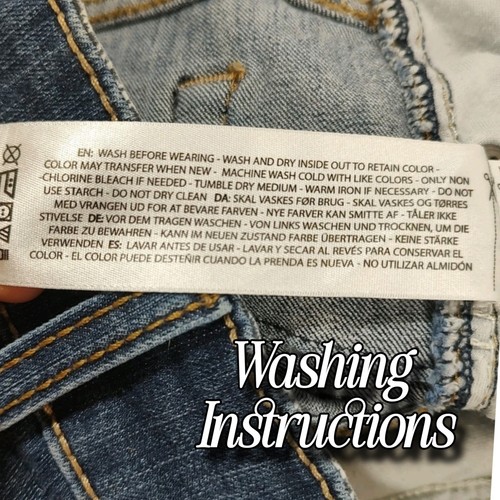 EN: WASH BEFORE WEARING - WASH AND DRY INSIDE OUT TO RETAIN COLOR -
COLOR MAY TRANSFER WHEN NEW - MACHINE WASH COLD WITH LIKE COLORS - ONLY NON
-CHLORINE BLEACH IF NEEDED - TUMBLE DRY MEDIUM - WARM IRON IF NECESSARY - DO NOT
USE STARCH - DO NOT DRY CLEAN DA: SKAL VASKES FØR BRUG - SKAL VASKES OG TØRRES
MED VRANGEN UD FOR AT BEVARE FARVEN - NYE FARVER KAN SMITTE AF - TÅLER IKKE
STIVELSE DE: VOR DEM TRAGEN WASCHEN - VON LINKS WASCHEN UND TROCKNEN, UM DIE
FARBE ZU BEWAHREN - KANN IM NEUEN ZUSTAND FARBE ÜBERTRAGEN - KEINE STÄRKE
VERWENDEN ES: LAVAR ANTES DE USAR - LAVAR Y SECAR AL REVÉS PARA CONSERVAR EL
COLOR - EL COLOR PUEDE DESTEÑIR CUANDO LA PRENDA ES NUEVA - NO UTILIZAR ALMIDÓN
Washing
Instructions